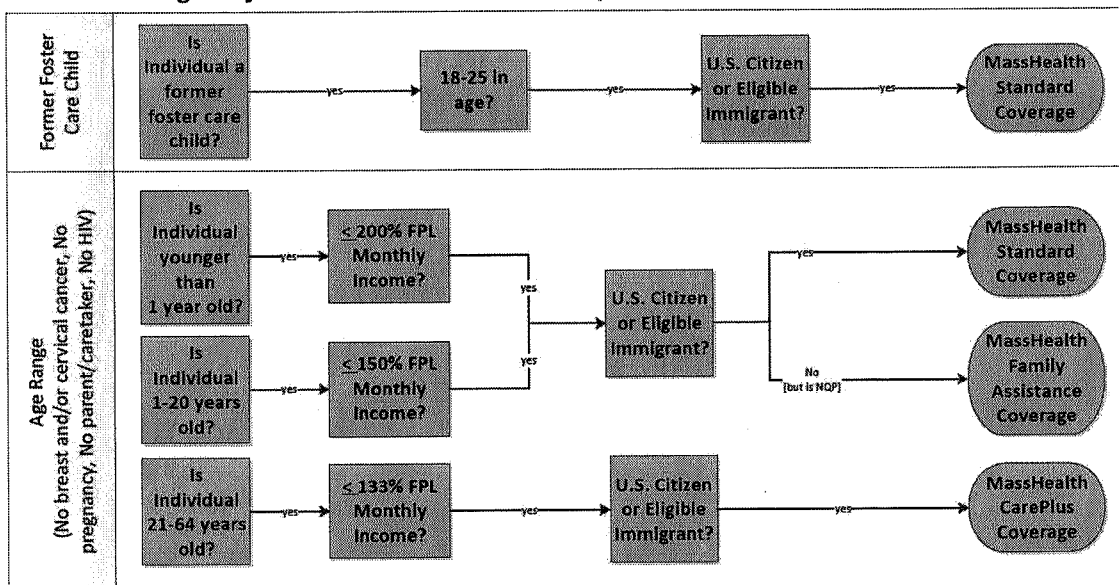 Former Foster
Care Child
Is
Individual a
former
foster care
child?
yes
18-25 in
age?
yes
U.S. Citizen
or Eligible
Immigrant?
yes
MassHealth
Standard
Coverage
Age Range
(No breast and/or cervical cancer, No
pregnancy, No parent/caretaker, No HIV)
Is
Individual
younger
than
1 year old?
yes
≤ 200% FPL
Monthly
Income?
yes
Is
Individual
1-20 years
old?
yes
≤ 150% FPL
Monthly
Income?
yes
U.S. Citizen
or Eligible
Immigrant?
yes
MassHealth
Standard
Coverage
No
[but is NQP]
MassHealth
Family
Assistance
Coverage
Is
Individual
21-64 years
old?
yes
≤ 133% FPL
Monthly
Income?
yes
U.S. Citizen
or Eligible
Immigrant?
yes
MassHealth
CarePlus
Coverage